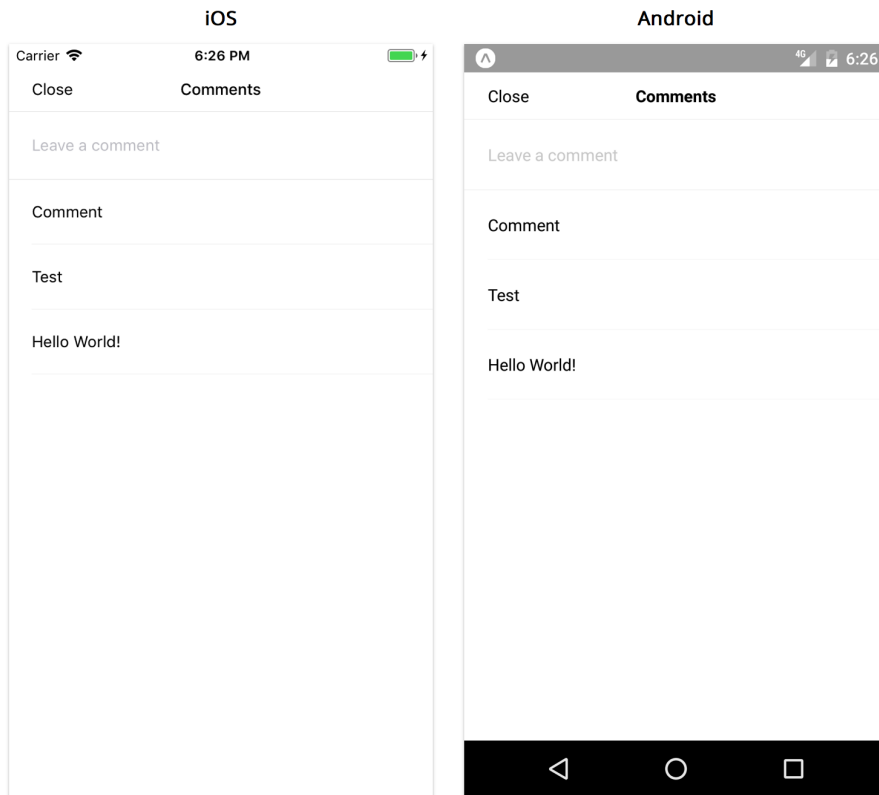 iOS
Carrier 6:26 PM
Close Comments
Leave a comment
Comment
Test
Hello World!
Android
4G 6:26
Close Comments
Leave a comment
Comment
Test
Hello World!